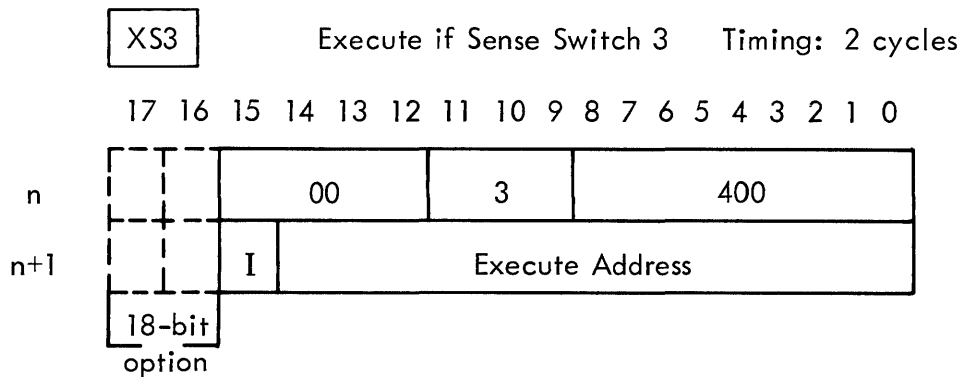 XS3 Execute if Sense Switch 3 Timing: 2 cycles
17 16 15 14 13 12 11 10 9 8 7 6 5 4 3 2 1 0
n 00 3 400
n+1 I Execute Address
18-bit
option